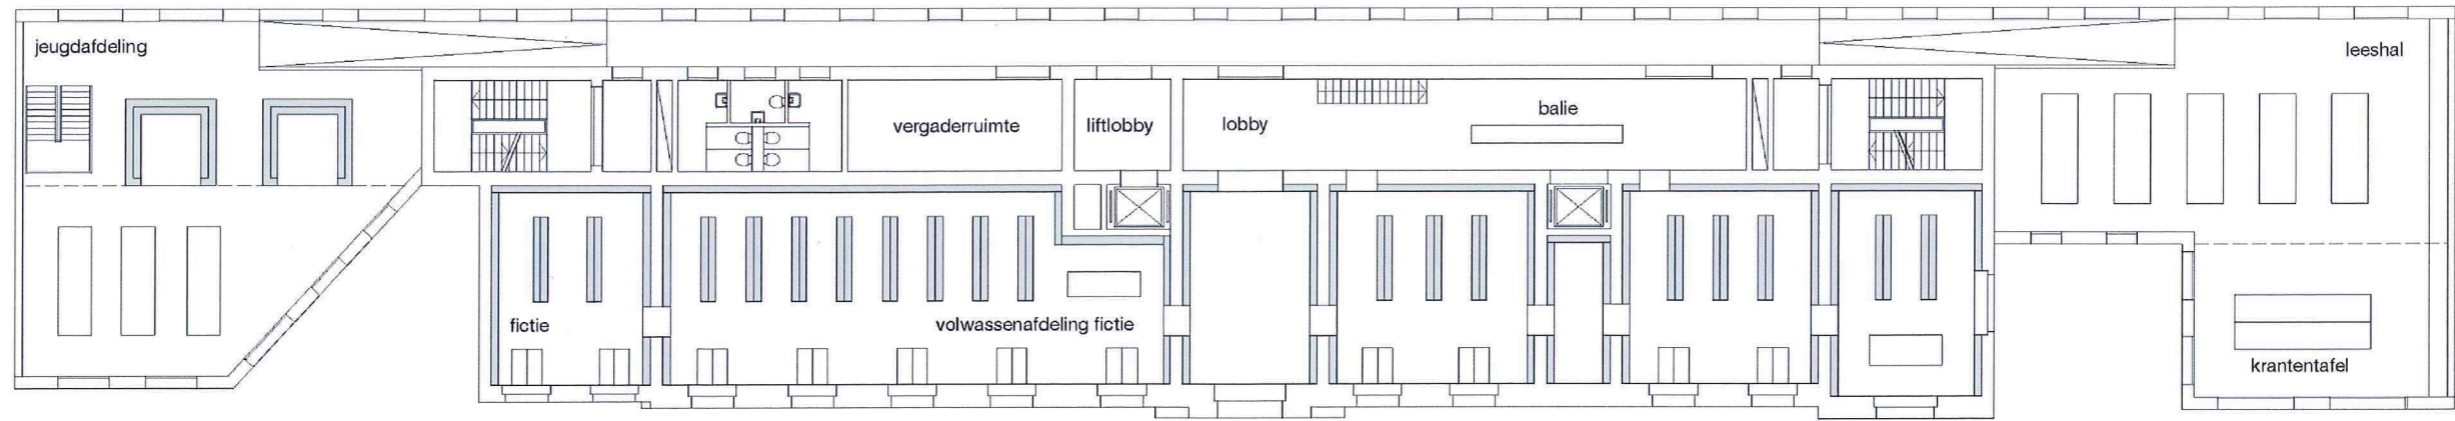 jeugdafdeling
leeshal
vergaderruimte
liftlobby
lobby
balie
fictie
volwassenafdeling fictie
krantentafel